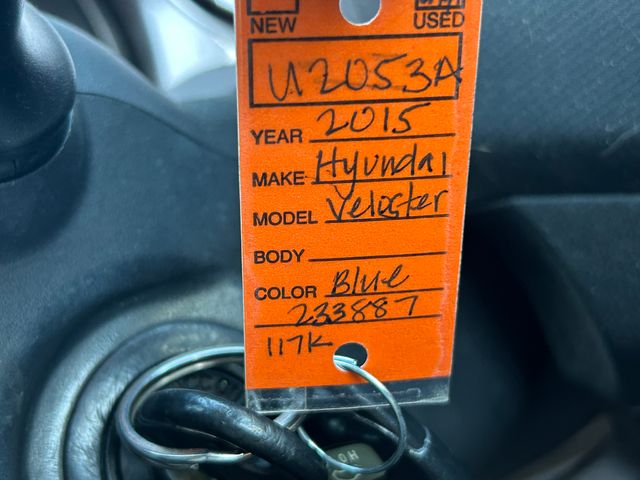 NEW USED
U2053A
YEAR 2015
MAKE Hyundai
MODEL Veloster
BODY
COLOR Blue
233887
117K